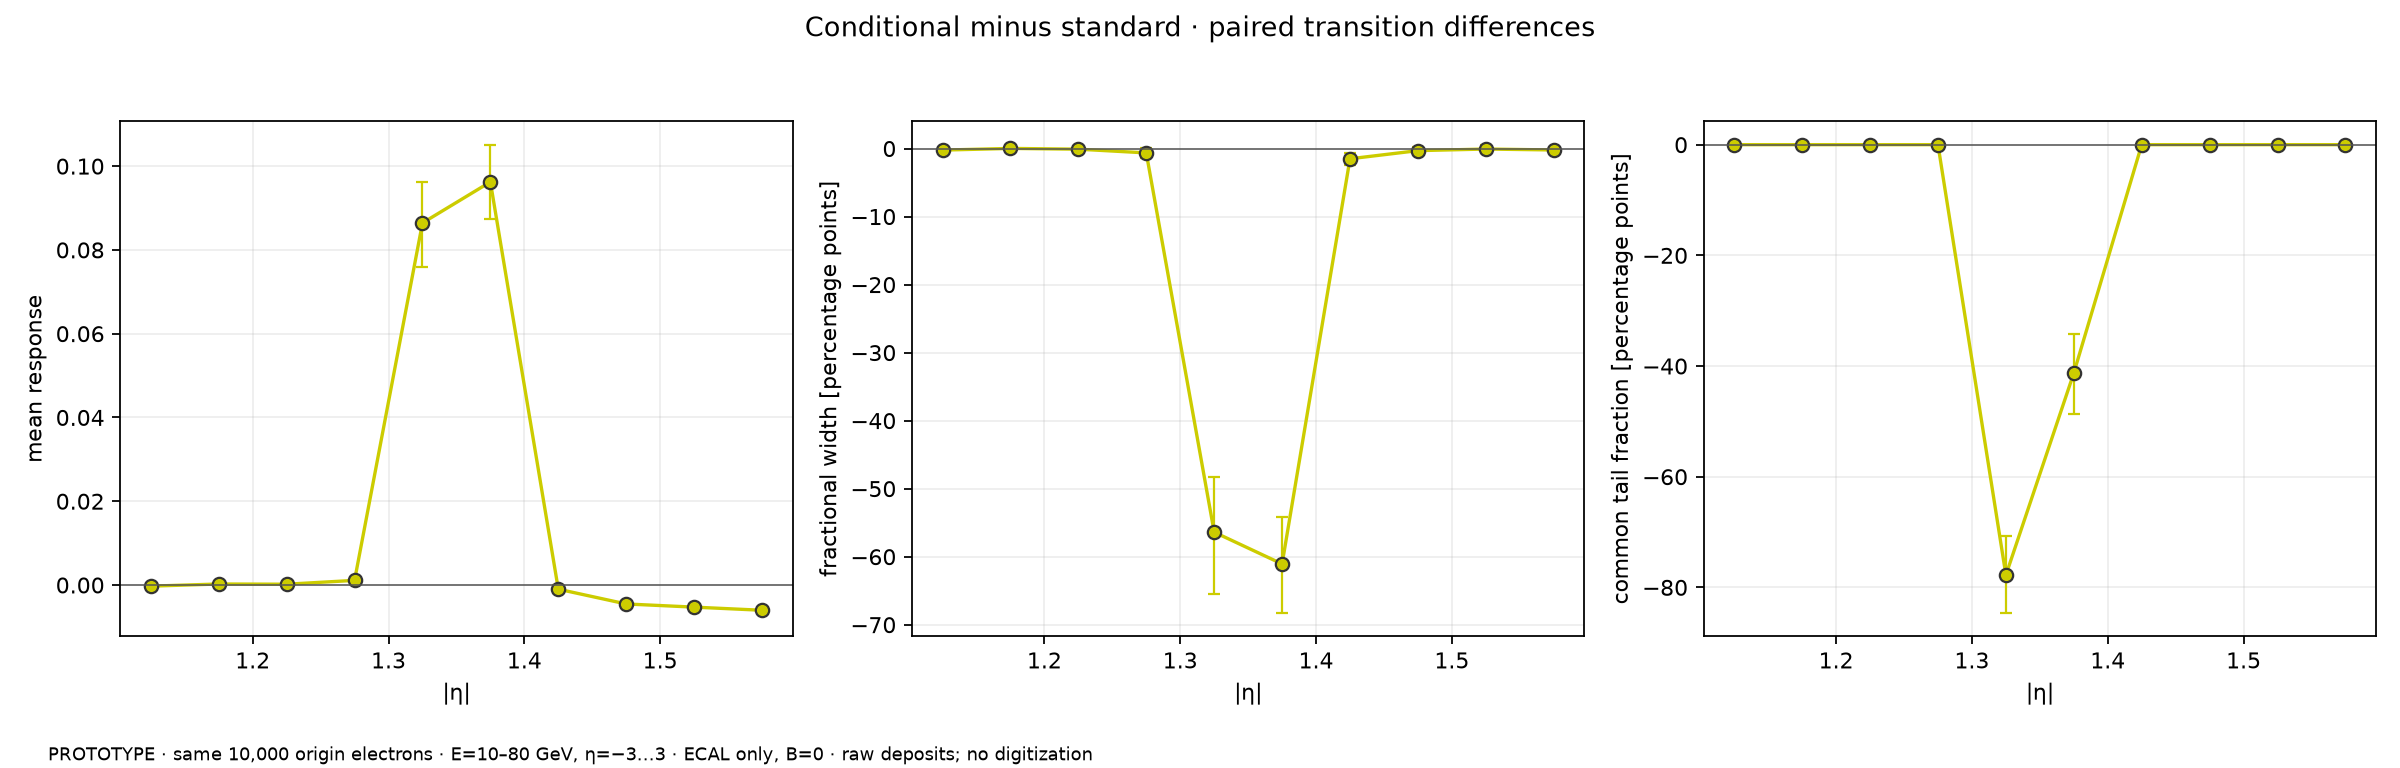 Conditional minus standard · paired transition differences
mean response
0.10
0.08
0.06
0.04
0.02
0.00
1.2 1.3 1.4 1.5
|η|
fractional width [percentage points]
0
−10
−20
−30
−40
−50
−60
−70
1.2 1.3 1.4 1.5
|η|
common tail fraction [percentage points]
0
−20
−40
−60
−80
1.2 1.3 1.4 1.5
|η|
PROTOTYPE · same 10,000 origin electrons · E=10–80 GeV, η=−3…3 · ECAL only, B=0 · raw deposits; no digitization